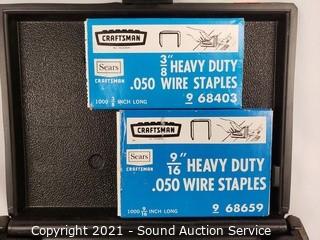 CRAFTSMAN
3/8" HEAVY DUTY
Sears
CRAFTSMAN
.050 WIRE STAPLES
1000 3/8 INCH LONG
9 68403
CRAFTSMAN
9/16" HEAVY DUTY
Sears
CRAFTSMAN
.050 WIRE STAPLES
1000 9/16 INCH LONG
9 68659
Copyright 2021 - Sound Auction Service